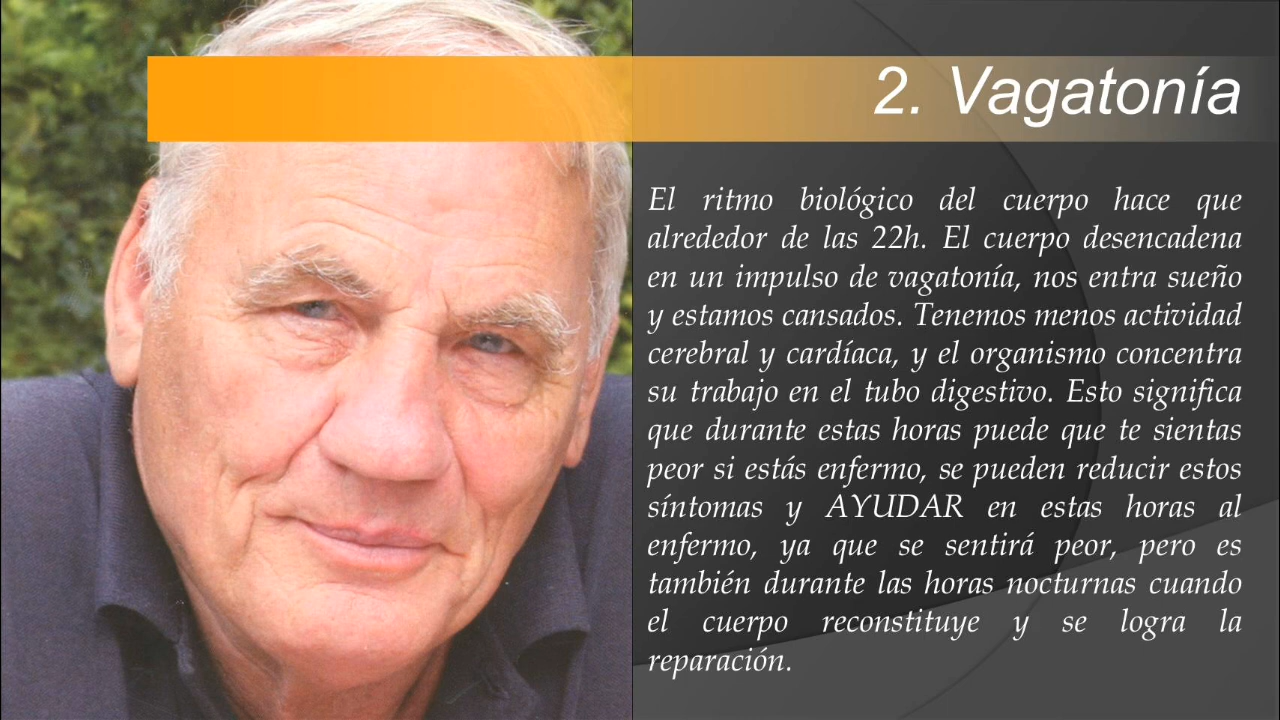 2. Vagatonía
El ritmo biológico del cuerpo hace que
alrededor de las 22h. El cuerpo desencadena
en un impulso de vagatonía, nos entra sueño
y estamos cansados. Tenemos menos actividad
cerebral y cardíaca, y el organismo concentra
su trabajo en el tubo digestivo. Esto significa
que durante estas horas puede que te sientas
peor si estás enfermo, se pueden reducir estos
síntomas y AYUDAR en estas horas al
enfermo, ya que se sentirá peor, pero es
también durante las horas nocturnas cuando
el cuerpo reconstituye y se logra la
reparación.